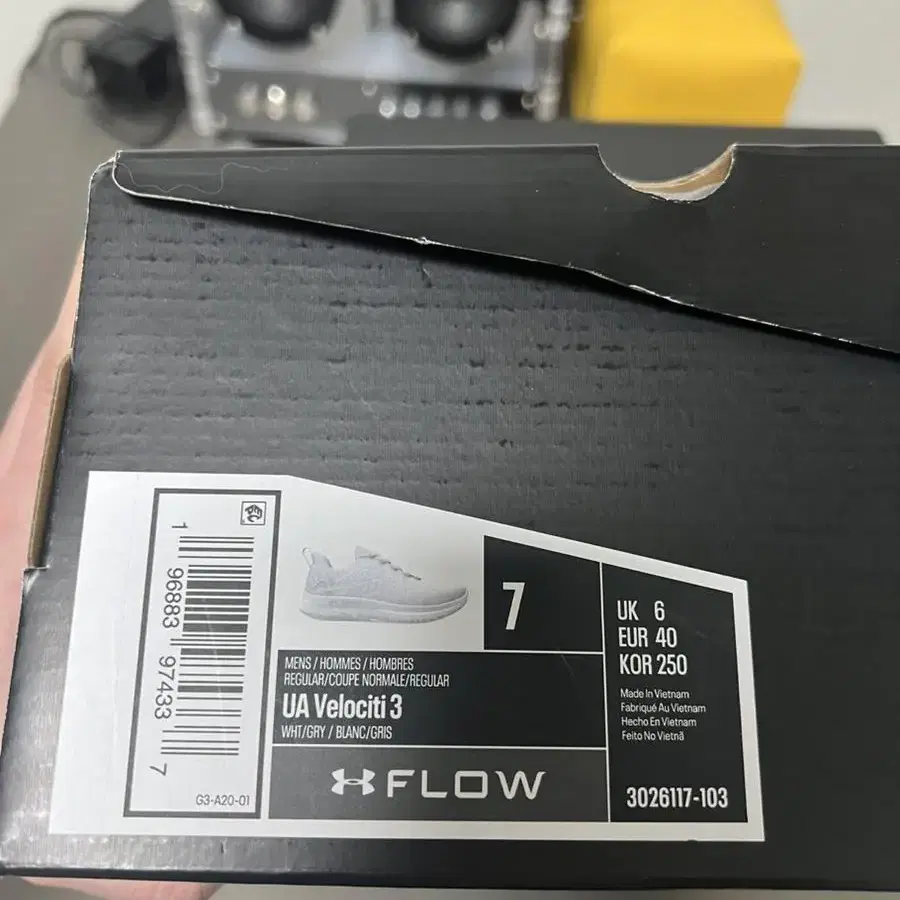 1 96883 97433 7
G3-A20-01
7
MENS / HOMMES / HOMBRES
REGULAR/COUPE NORMALE/REGULAR
UA Velociti 3
WHT/GRY / BLANC/GRIS
FLOW
UK 6
EUR 40
KOR 250
Made In Vietnam
Fabriqué Au Vietnam
Hecho En Vietnam
Feito No Vietnã
3026117-103